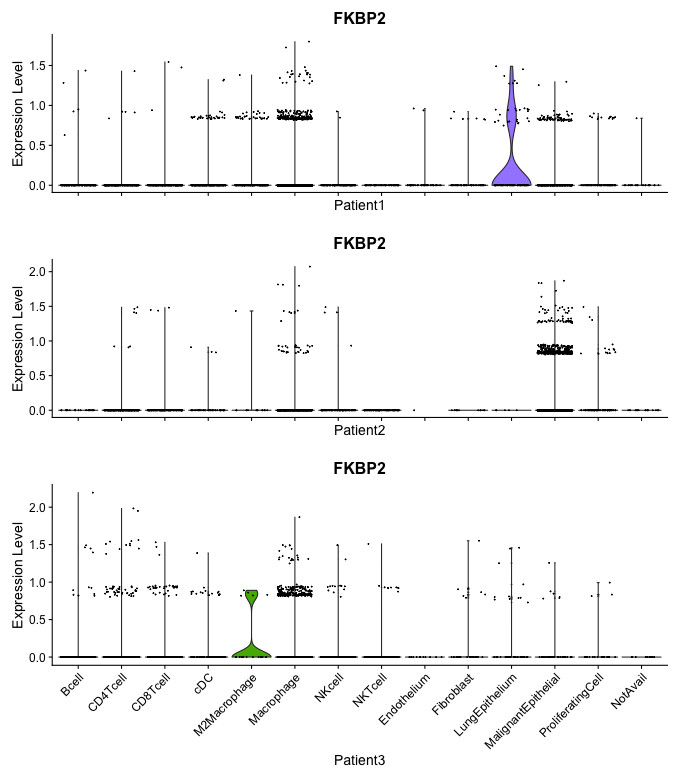 FKBP2
Expression Level
1.5
1.0
0.5
0.0
Patient1
FKBP2
Expression Level
2.0
1.5
1.0
0.5
0.0
Patient2
FKBP2
Expression Level
2.0
1.5
1.0
0.5
0.0
Bcell
CD4Tcell
CD8Tcell
cDC
M2Macrophage
Macrophage
NKcell
NKTcell
Endothelium
Fibroblast
LungEpithelium
MalignantEpithelial
ProliferatingCell
NotAvail
Patient3